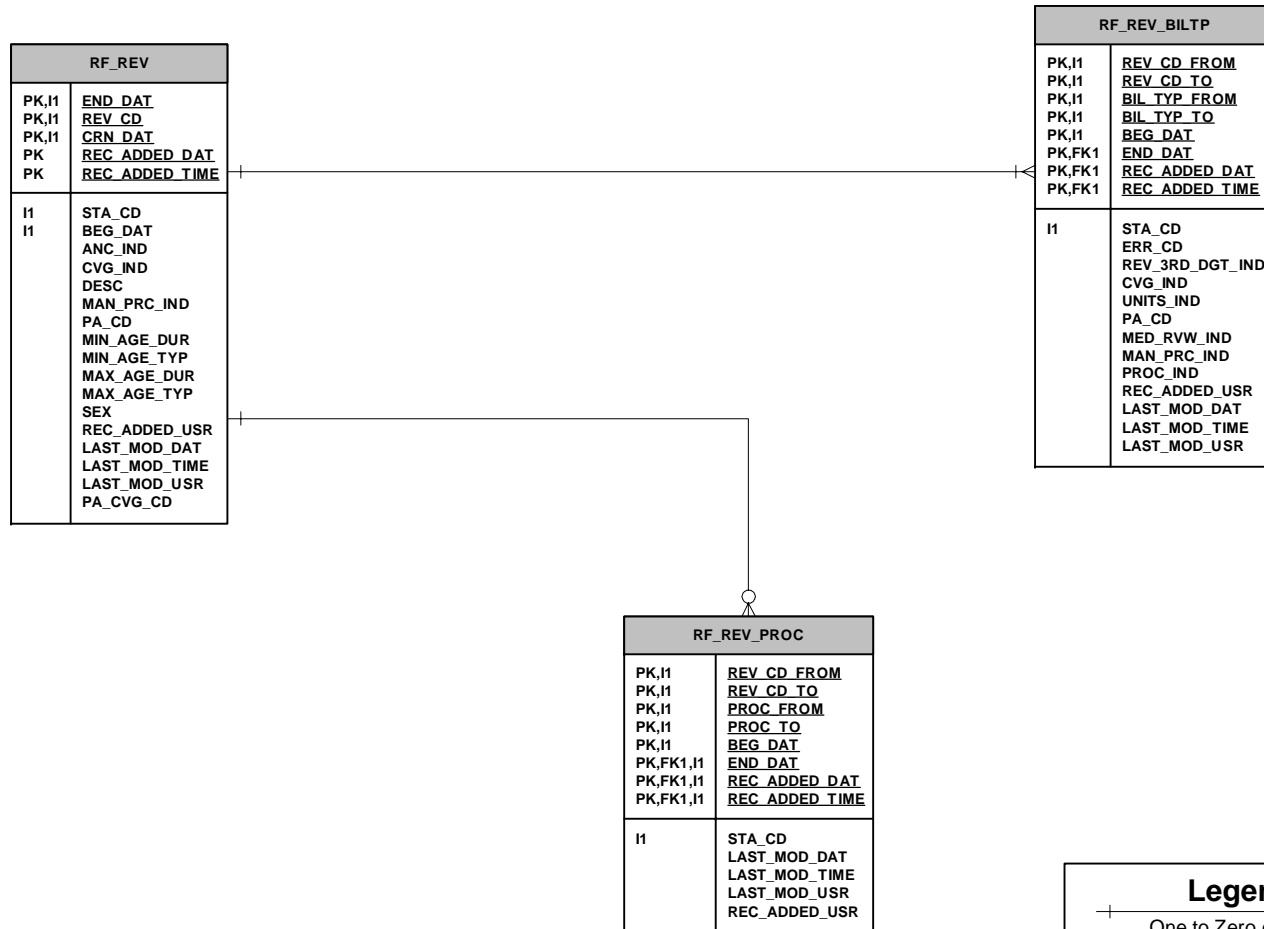 RF_REV
PK,I1 END_DAT
PK,I1 REV_CD
PK,I1 CRN_DAT
PK REC_ADDED_DAT
PK REC_ADDED_TIME
I1 STA_CD
I1 BEG_DAT
ANC_IND
CVG_IND
DESC
MAN_PRC_IND
PA_CD
MIN_AGE_DUR
MIN_AGE_TYP
MAX_AGE_DUR
MAX_AGE_TYP
SEX
REC_ADDED_USR
LAST_MOD_DAT
LAST_MOD_TIME
LAST_MOD_USR
PA_CVG_CD
RF_REV_BILTP
PK,I1 REV_CD_FROM
PK,I1 REV_CD_TO
PK,I1 BIL_TYP_FROM
PK,I1 BIL_TYP_TO
PK,I1 BEG_DAT
PK,FK1 END_DAT
PK,FK1 REC_ADDED_DAT
PK,FK1 REC_ADDED_TIME
I1 STA_CD
ERR_CD
REV_3RD_DGT_IND
CVG_IND
UNITS_IND
PA_CD
MED_RVW_IND
MAN_PRC_IND
PROC_IND
REC_ADDED_USR
LAST_MOD_DAT
LAST_MOD_TIME
LAST_MOD_USR
RF_REV_PROC
PK,I1 REV_CD_FROM
PK,I1 REV_CD_TO
PK,I1 PROC_FROM
PK,I1 PROC_TO
PK,I1 BEG_DAT
PK,FK1,I1 END_DAT
PK,FK1,I1 REC_ADDED_DAT
PK,FK1,I1 REC_ADDED_TIME
I1 STA_CD
LAST_MOD_DAT
LAST_MOD_TIME
LAST_MOD_USR
REC_ADDED_USR
One to Zero